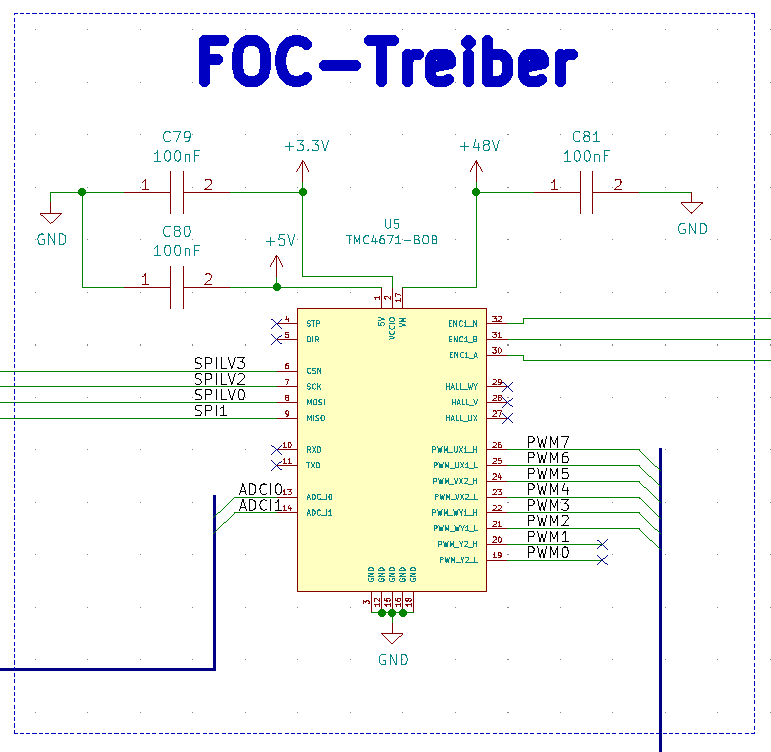 FOC-Treiber
C79
100nF
1 2
+3.3V
+48V
C81
100nF
1 2
GND
GND
C80
100nF
1 2
+5V
U5
TMC4671-BOB
1 2 17
5V VCCIO VM
4 STP
5 DIR
SPILV3 6 CSN
SPILV2 7 SCK
SPILV0 8 MOSI
SPI1 9 MISO
10 RXD
11 TXD
ADCI0 13 ADC_I0
ADCI1 14 ADC_I1
ENC1_N 32
ENC1_B 31
ENC1_A 30
HALL_WY 29
HALL_V 28
HALL_UX 27
PWM_UX1_H 26 PWM7
PWM_UX1_L 25 PWM6
PWM_VX2_H 24 PWM5
PWM_VX2_L 23 PWM4
PWM_WY1_H 22 PWM3
PWM_WY1_L 21 PWM2
PWM_Y2_H 20 PWM1
PWM_Y2_L 19 PWM0
GND GND GND GND GND
3 12 15 16 18
GND